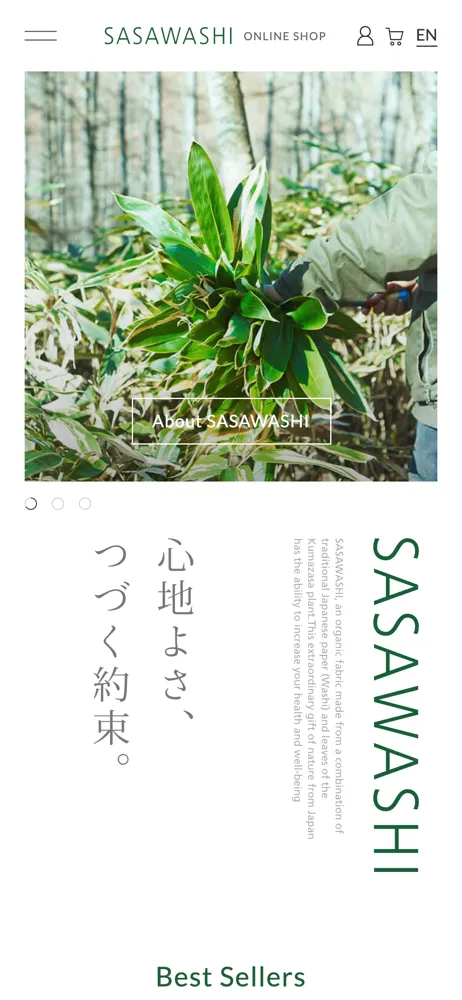 SASAWASHI ONLINE SHOP EN
About SASAWASHI
SASAWASHI
SASAWASHI, an organic fabric made from a combination of
traditional Japanese paper (Washi) and leaves of the
Kumazasa plant.This extraordinary gift of nature from Japan
has the ability to increase your health and well-being
心地よさ、
つづく約束。
Best Sellers